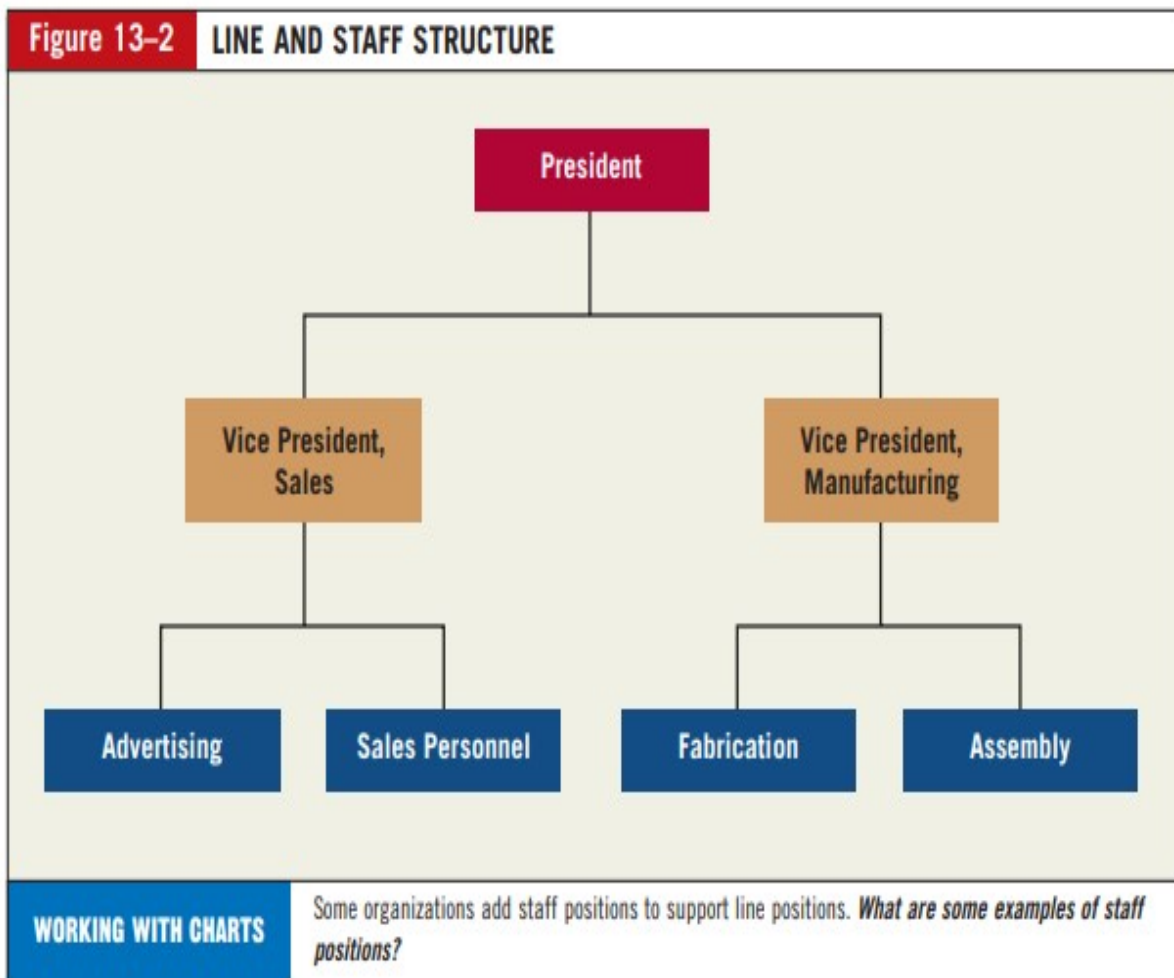 Figure 13–2 LINE AND STAFF STRUCTURE
President
Vice President,
Sales
Vice President,
Manufacturing
Advertising
Sales Personnel
Fabrication
Assembly
WORKING WITH CHARTS
Some organizations add staff positions to support line positions. What are some examples of staff
positions?